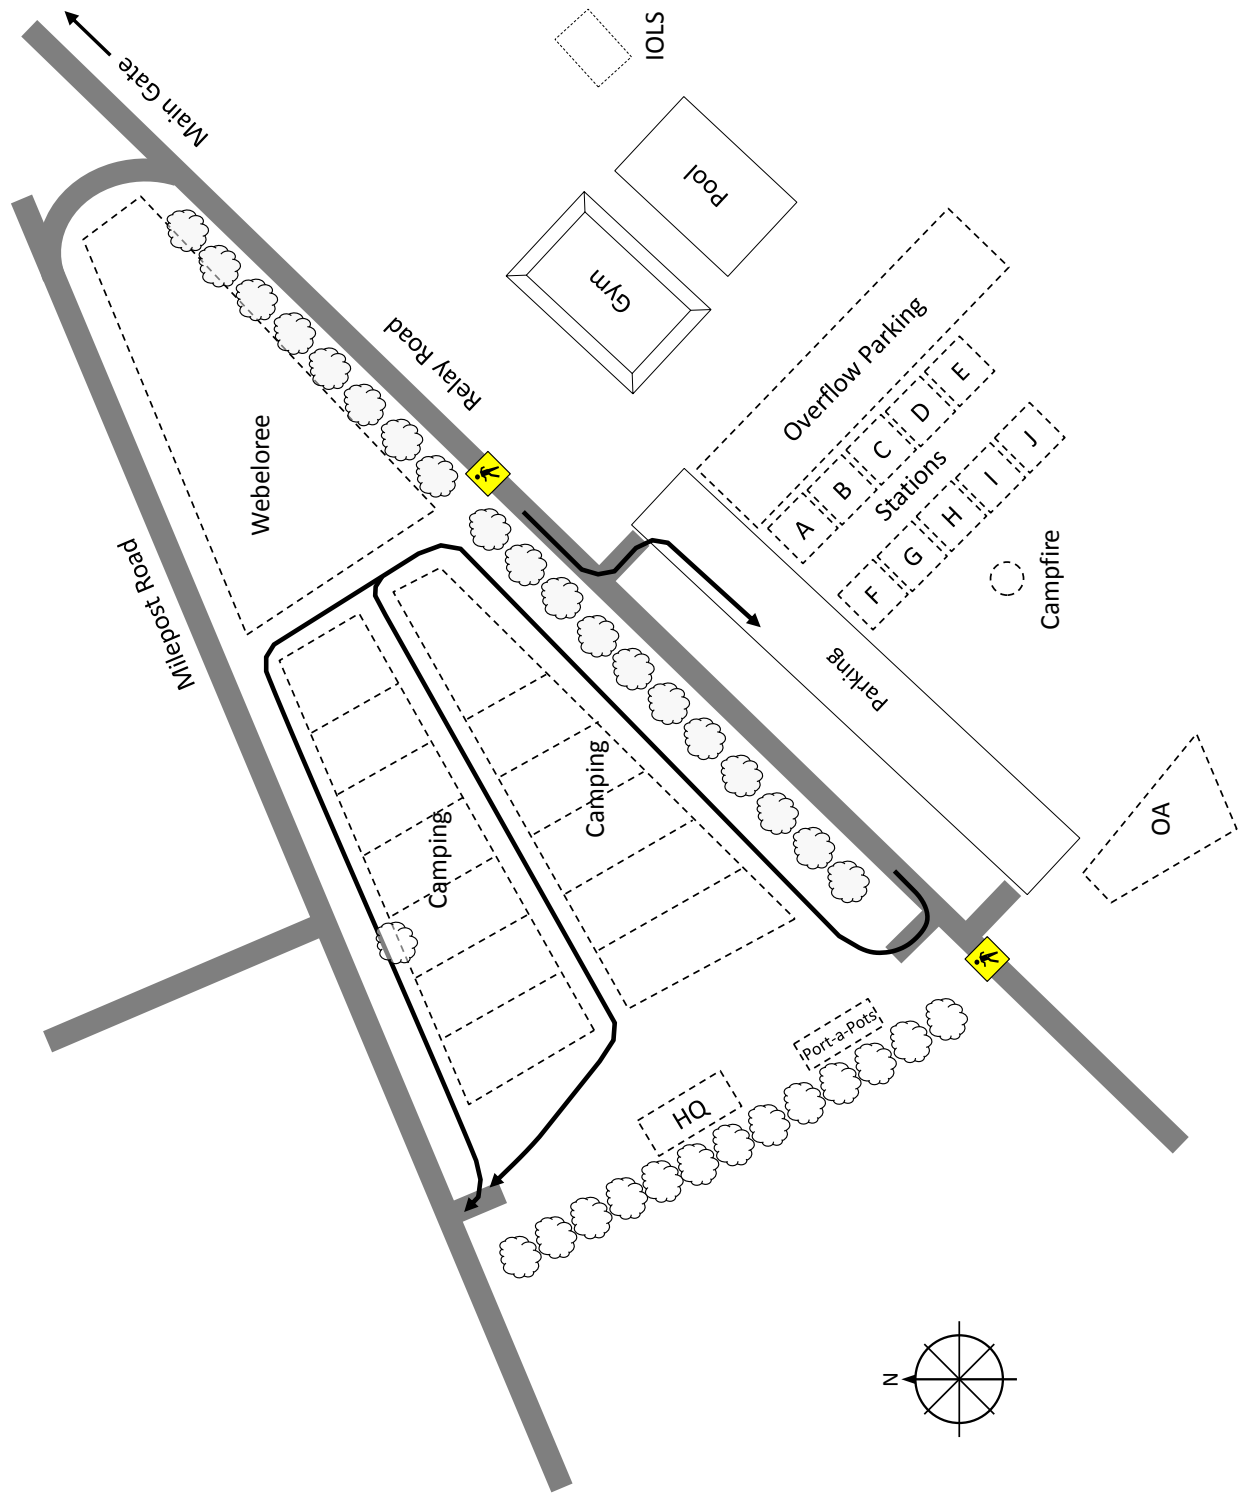 IOLS
Main Gate
Pool
Gym
Relay Road
Overflow Parking
Webeloree
A
B
C
D
E
Stations
F
G
H
I
J
Milepost Road
Campfire
Parking
Camping
Camping
OA
Port-a-Pots
HQ
N